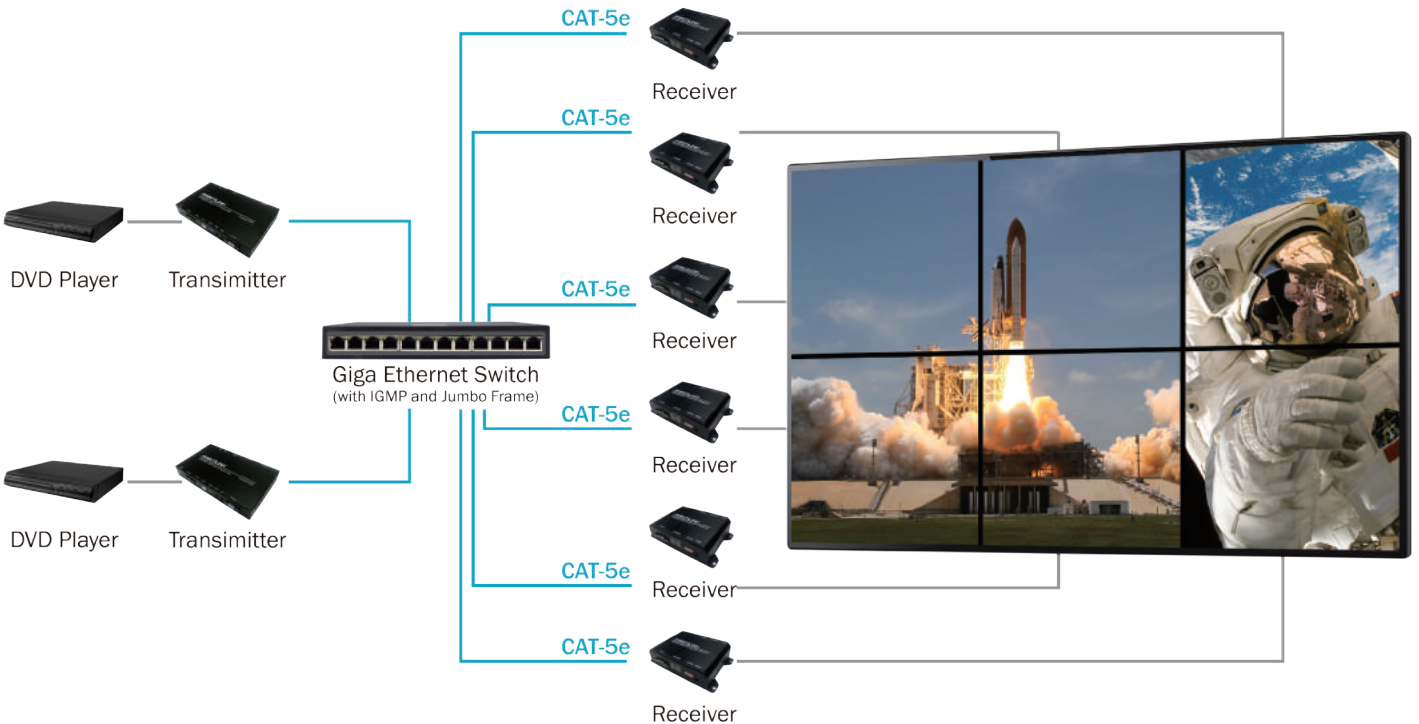 CAT-5e
Receiver
CAT-5e
Receiver
DVD Player
Transimitter
CAT-5e
Receiver
Giga Ethernet Switch
(with IGMP and Jumbo Frame)
CAT-5e
Receiver
DVD Player
Transimitter
CAT-5e
Receiver
CAT-5e
Receiver